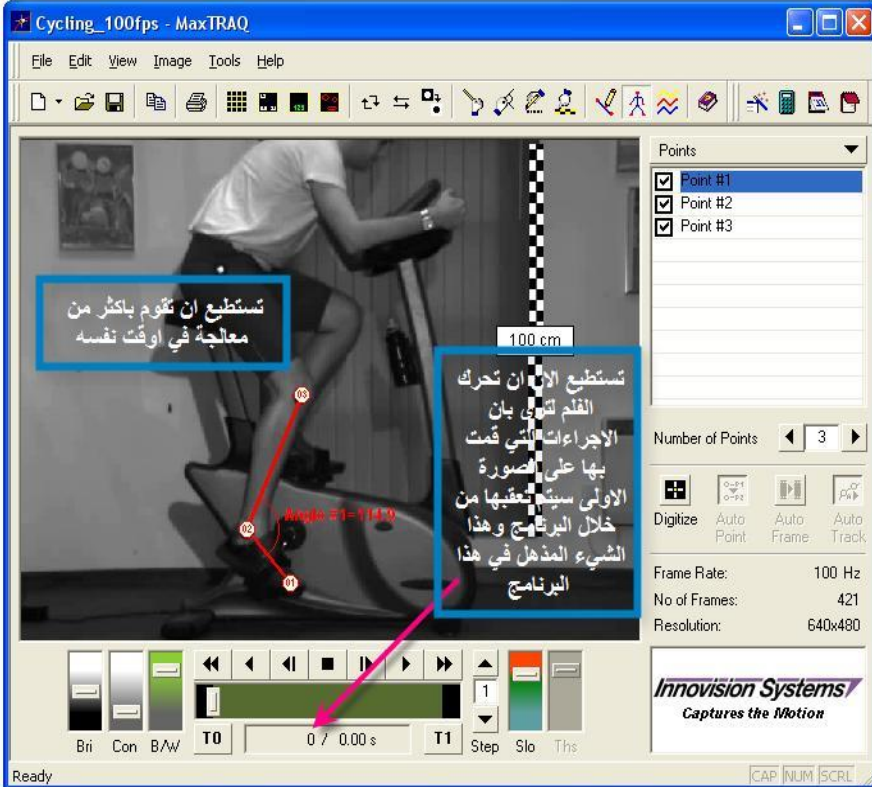 Cycling_100fps - MaxTRAQ
File Edit View Image Tools Help
Points
Point #1
Point #2
Point #3
تستطيع ان تقوم باكثر من
معالجة في اوقت نفسه
100 cm
تستطيع الان ان تحرك
الفلم لترى بان
الاجراءات التي قمت
بها على الصورة
الاولى سيتم تعقبها من
خلال البرنامج وهذا
الشيء المذهل في هذا
البرنامج
03
02
Angle #1=114.9
01
Number of Points 3
Digitize Auto Point Auto Frame Auto Track
Frame Rate: 100 Hz
No of Frames: 421
Resolution: 640x480
Innovision Systems
Captures the Motion
1
T0 0 / 0.00 s T1
Bri Con B/W Step Slo Ths
Ready CAP NUM SCRL